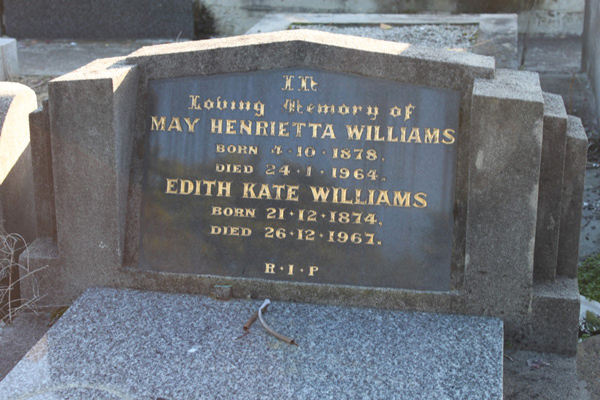 In
Loving Memory of
MAY HENRIETTA WILLIAMS
BORN 4·10·1878.
DIED 24·1·1964.
EDITH KATE WILLIAMS
BORN 21·12·1874.
DIED 26·12·1967.
R·I·P